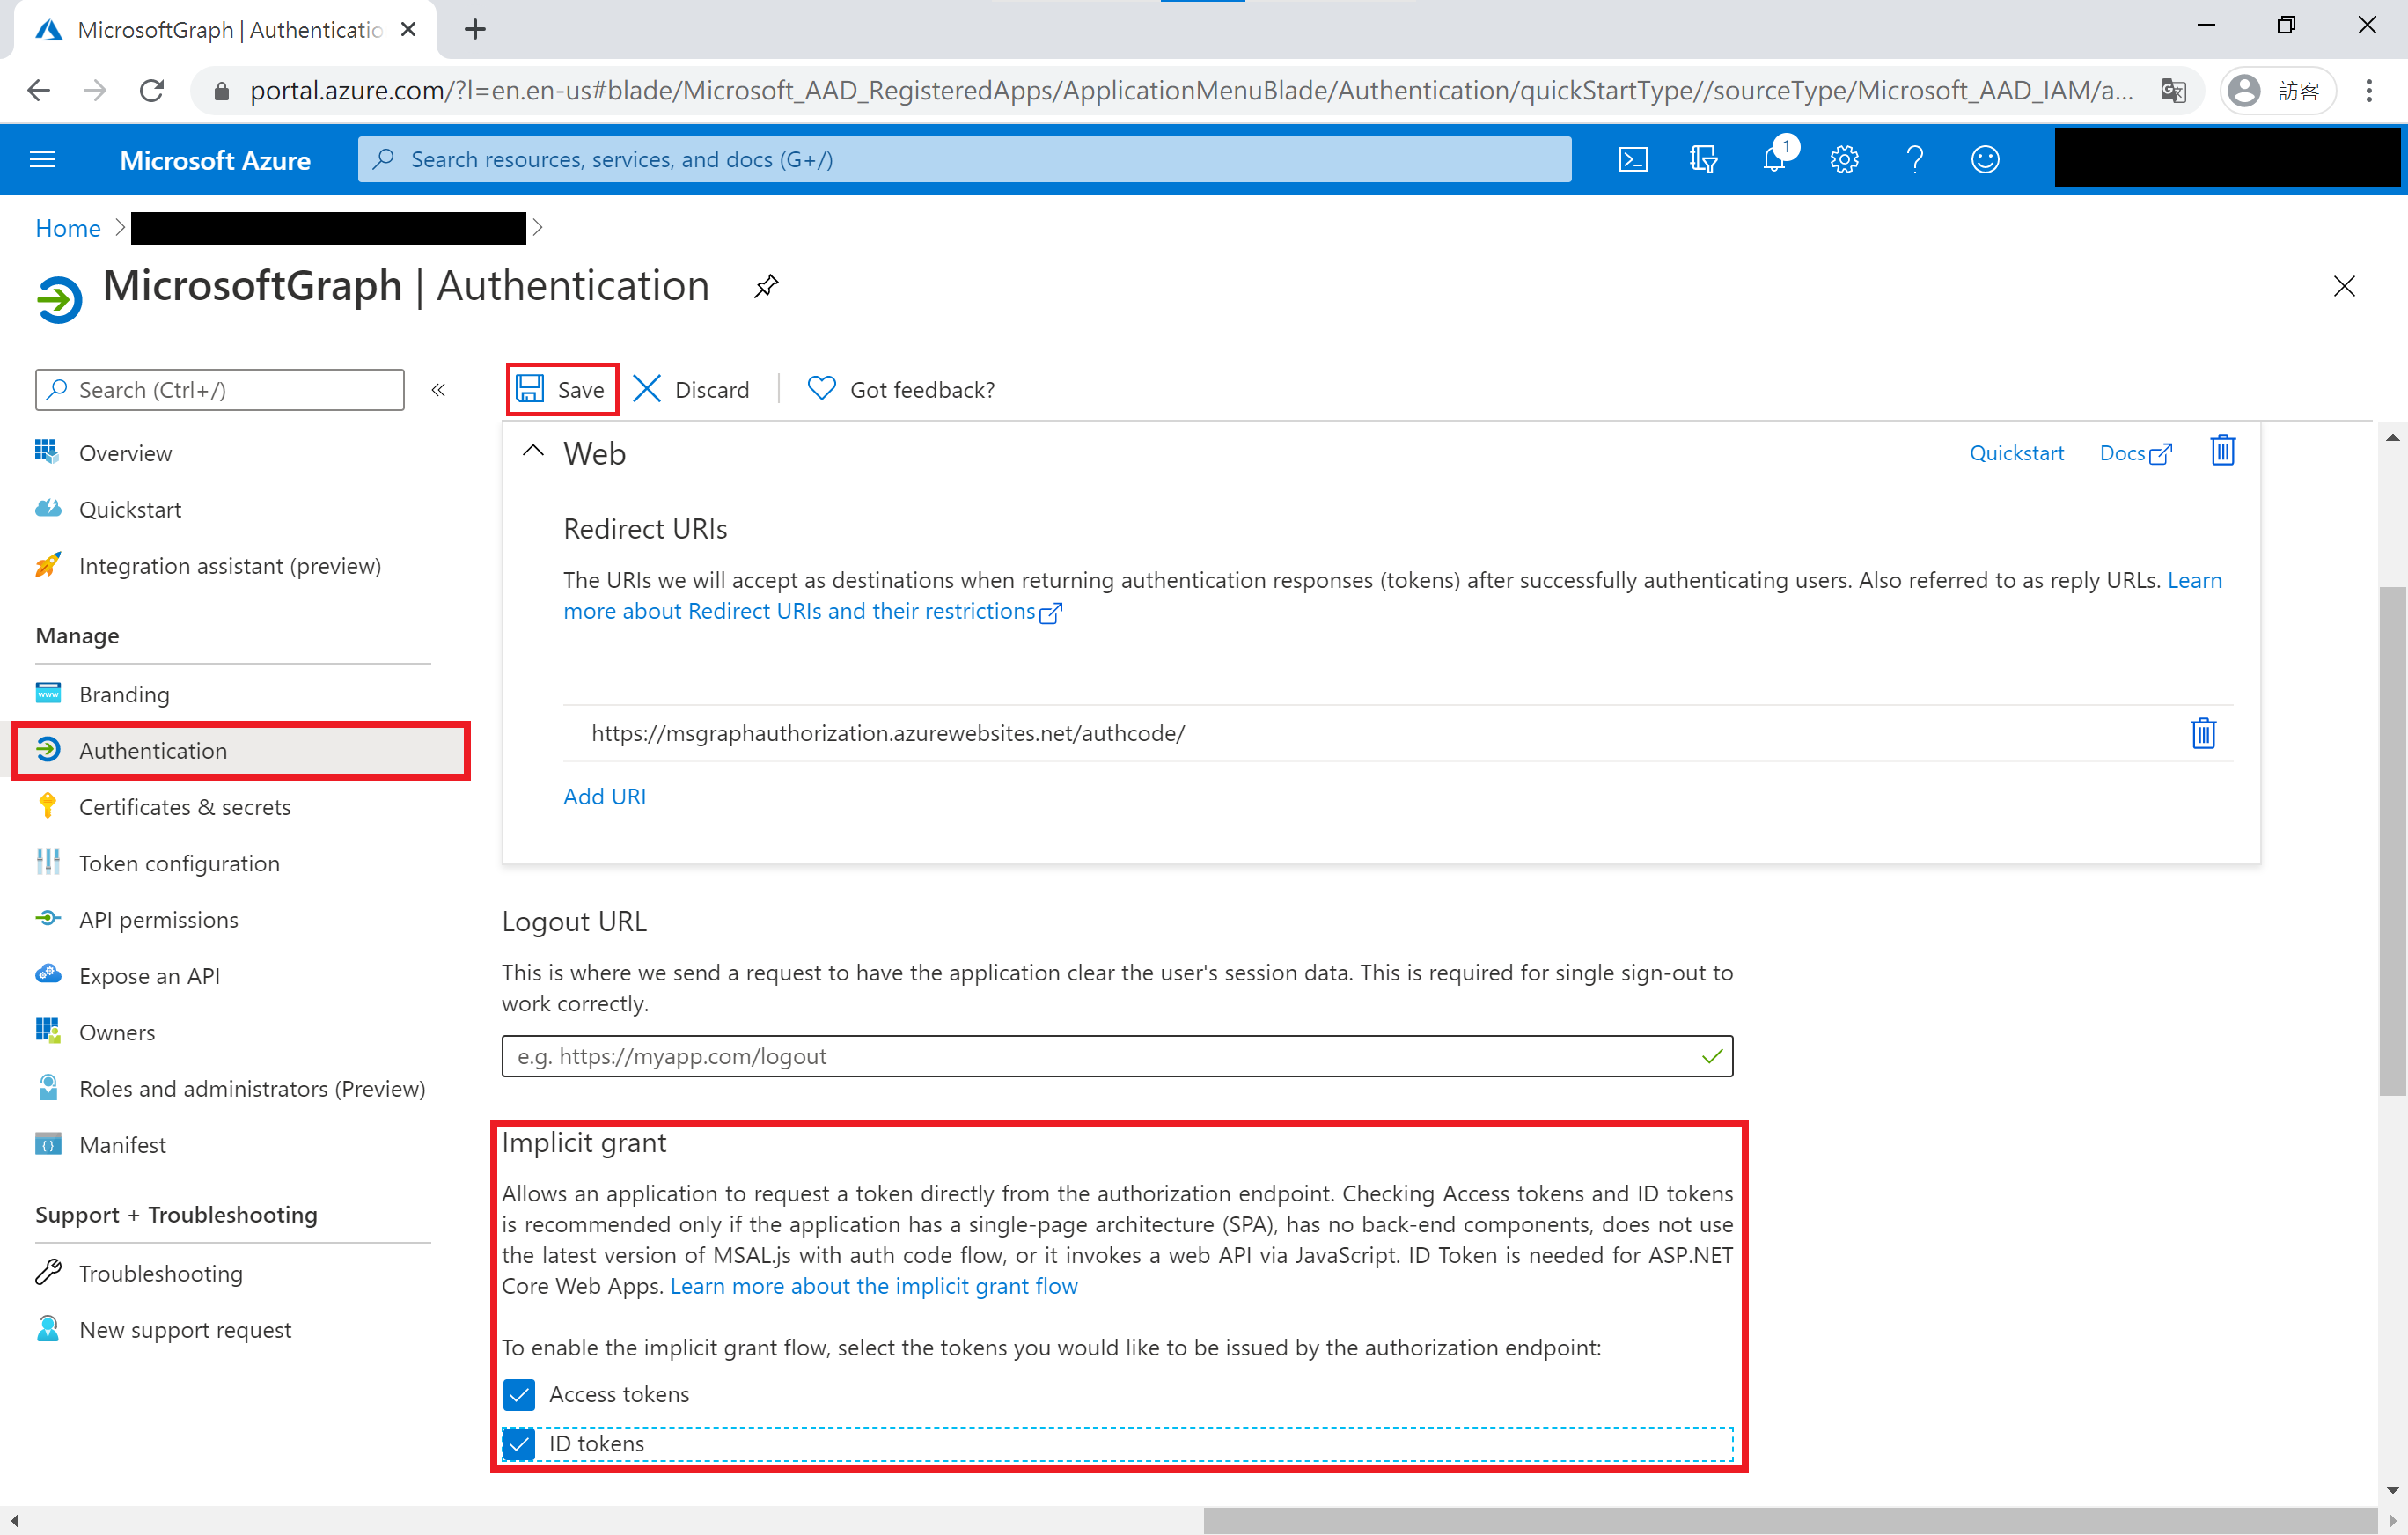 MicrosoftGraph | Authenticatio
portal.azure.com/?l=en.en-us#blade/Microsoft_AAD_RegisteredApps/ApplicationMenuBlade/Authentication/quickStartType//sourceType/Microsoft_AAD_IAM/a...
訪客
Microsoft Azure
Search resources, services, and docs (G+/)
1
Home
MicrosoftGraph | Authentication
Search (Ctrl+/)
Overview
Quickstart
Integration assistant (preview)
Manage
Branding
Authentication
Certificates & secrets
Token configuration
API permissions
Expose an API
Owners
Roles and administrators (Preview)
Manifest
Support + Troubleshooting
Troubleshooting
New support request
Save
Discard
Got feedback?
Web
Quickstart
Docs
Redirect URIs
The URIs we will accept as destinations when returning authentication responses (tokens) after successfully authenticating users. Also referred to as reply URLs. Learn
more about Redirect URIs and their restrictions
https://msgraphauthorization.azurewebsites.net/authcode/
Add URI
Logout URL
This is where we send a request to have the application clear the user's session data. This is required for single sign-out to
work correctly.
e.g. https://myapp.com/logout
Implicit grant
Allows an application to request a token directly from the authorization endpoint. Checking Access tokens and ID tokens
is recommended only if the application has a single-page architecture (SPA), has no back-end components, does not use
the latest version of MSAL.js with auth code flow, or it invokes a web API via JavaScript. ID Token is needed for ASP.NET
Core Web Apps. Learn more about the implicit grant flow
To enable the implicit grant flow, select the tokens you would like to be issued by the authorization endpoint:
Access tokens
ID tokens